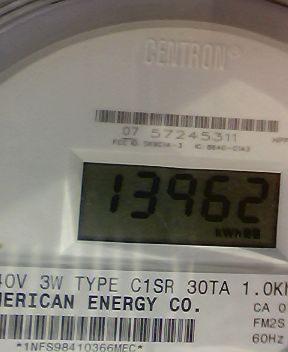 CENTRON®
07 57245311
13962
kWh
40V 3W TYPE C1SR 30TA 1.0K
MERICAN ENERGY CO.
CA 0
FM2S
60Hz
*1NFS98410366MEC*